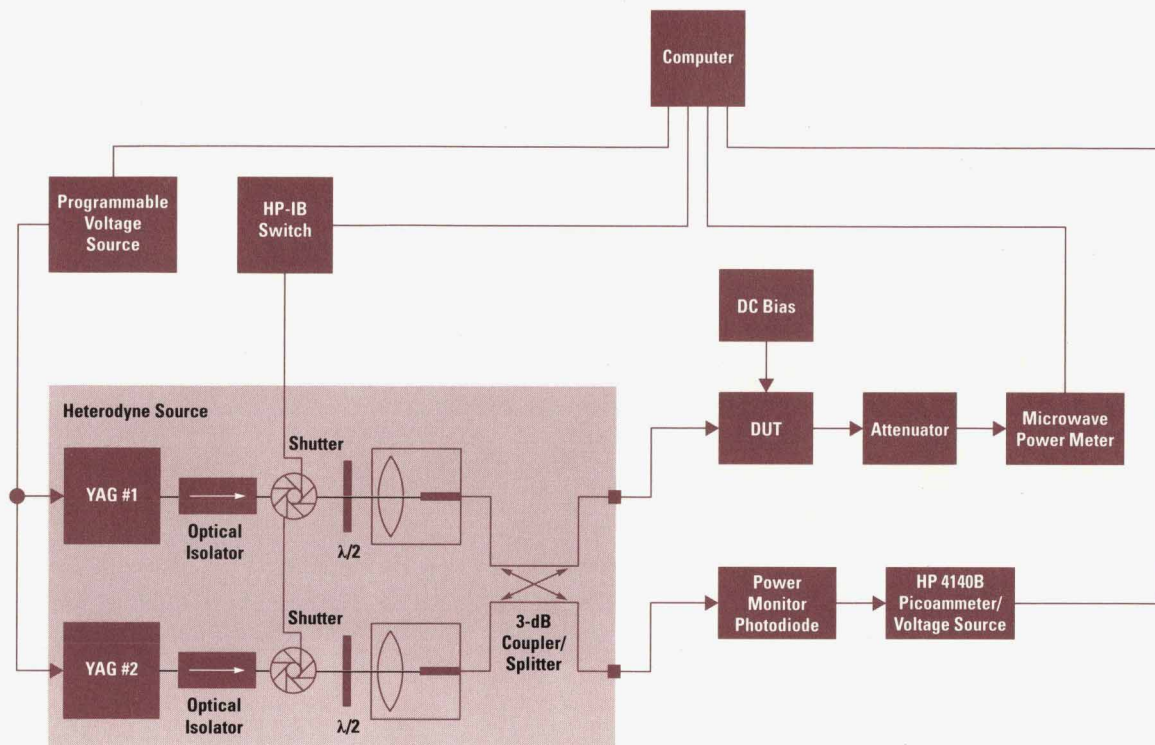 Computer
Programmable
Voltage
Source
HP-IB
Switch
DC Bias
Heterodyne Source
Shutter
YAG #1
Optical
Isolator
λ/2
DUT
Attenuator
Microwave
Power Meter
Shutter
YAG #2
Optical
Isolator
λ/2
3-dB
Coupler/
Splitter
Power
Monitor
Photodiode
HP 4140B
Picoammeter/
Voltage Source